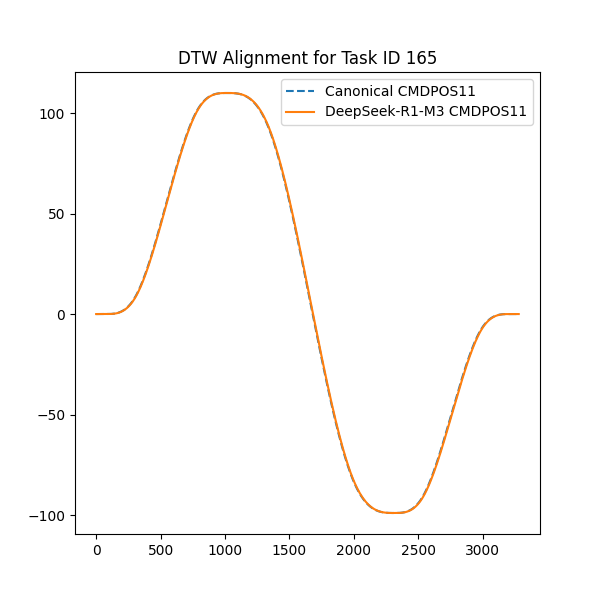 DTW Alignment for Task ID 165
Canonical CMDPOS11
DeepSeek-R1-M3 CMDPOS11
100
50
0
−50
−100
0 500 1000 1500 2000 2500 3000